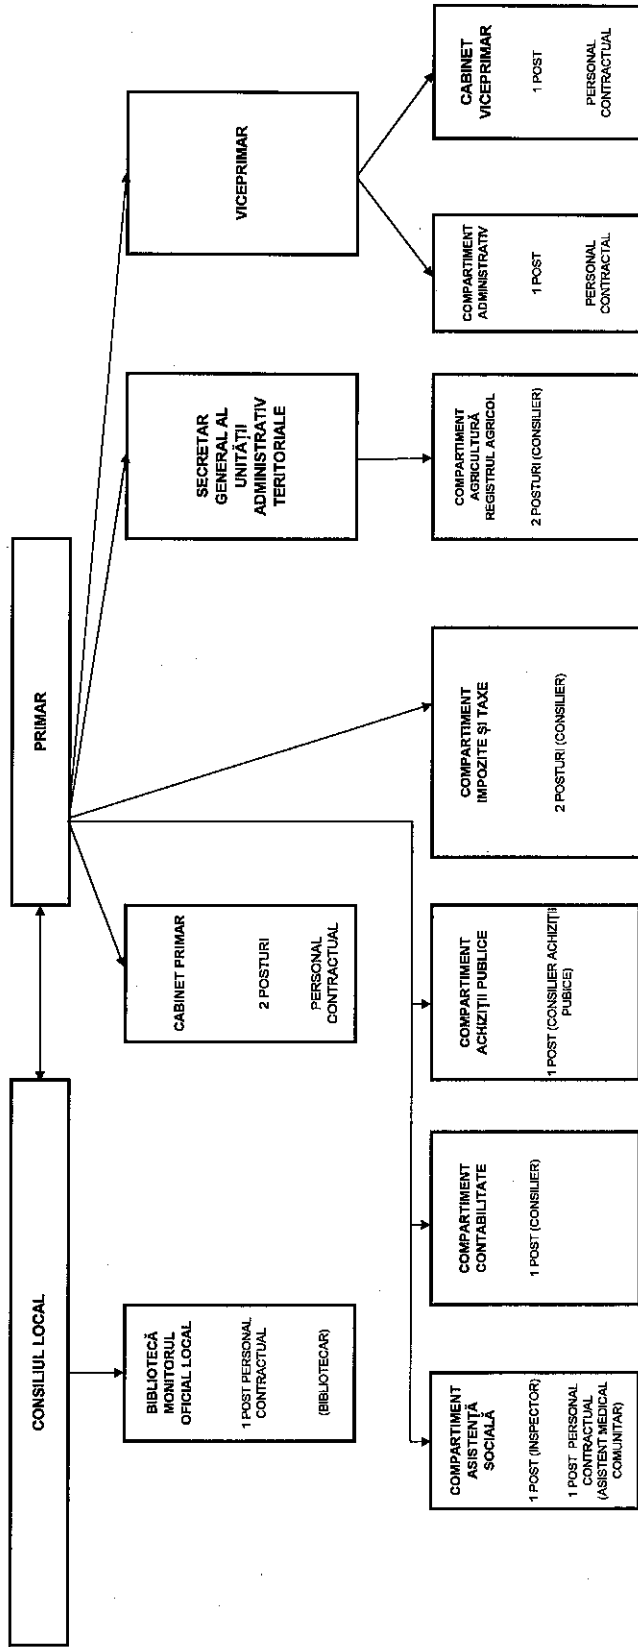 CONSILIUL LOCAL
PRIMAR
BIBLIOTECĂ
MONITORUL
OFICIAL LOCAL
1 POST PERSONAL
CONTRACTUAL
(BIBLIOTECAR)
CABINET PRIMAR
2 POSTURI
PERSONAL
CONTRACTUAL
SECRETAR
GENERAL AL
UNITĂȚII
ADMINISTRATIV
TERITORIALE
VICEPRIMAR
COMPARTIMENT
ASISTENȚĂ
SOCIALĂ
1 POST (INSPECTOR)
1 POST PERSONAL
CONTRACTUAL
(ASISTENT MEDICAL
COMUNITAR)
COMPARTIMENT
CONTABILITATE
1 POST (CONSILIER)
COMPARTIMENT
ACHIZIȚII PUBLICE
1 POST (CONSILIER ACHIZIȚII
PUBICE)
COMPARTIMENT
IMPOZITE ȘI TAXE
2 POSTURI (CONSILIER)
COMPARTIMENT
AGRICULTURĂ
REGISTRUL AGRICOL
2 POSTURI (CONSILIER)
COMPARTIMENT
ADMINISTRATIV
1 POST
PERSONAL
CONTRACTAL
CABINET
VICEPRIMAR
1 POST
PERSONAL
CONTRACTUAL